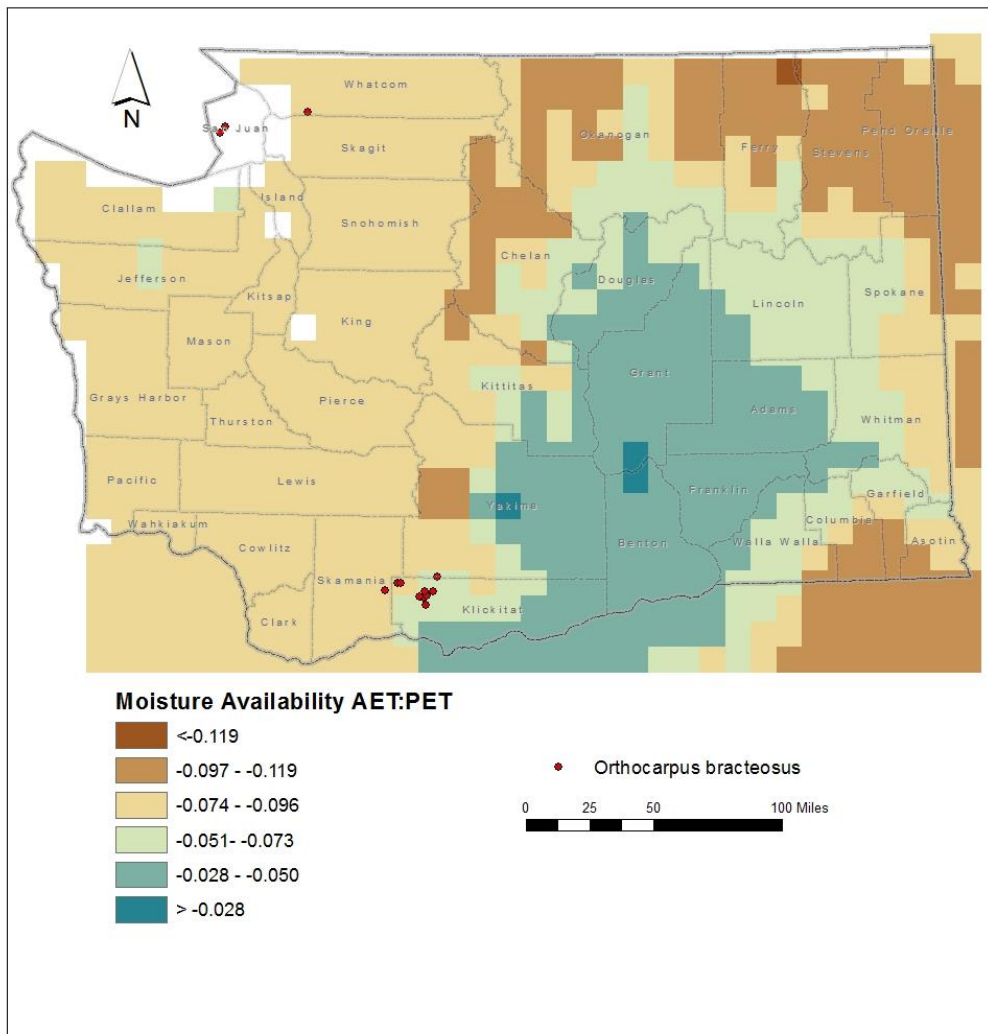 N
Whatcom
San Juan
Skagit
Okanogan
Ferry
Stevens
Pend Oreille
Island
Clallam
Snohomish
Chelan
Jefferson
Douglas
Kitsap
King
Lincoln
Spokane
Mason
Kittitas
Grant
Grays Harbor
Pierce
Adams
Thurston
Whitman
Pacific
Lewis
Yakima
Franklin
Garfield
Wahkiakum
Columbia
Cowlitz
Benton
Walla Walla
Asotin
Skamania
Klickitat
Clark
Moisture Availability AET:PET
<-0.119
-0.097 - -0.119
-0.074 - -0.096
-0.051- -0.073
-0.028 - -0.050
> -0.028
Orthocarpus bracteosus
0 25 50 100 Miles